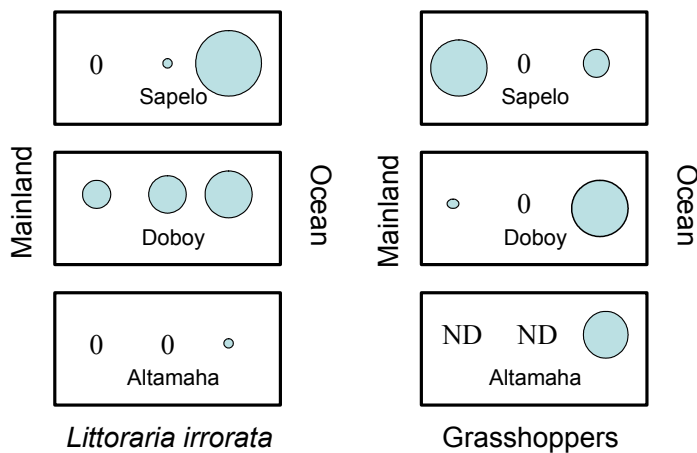 0
Sapelo
Mainland
0 
Doboy
Ocean
0 0
Altamaha
Littoraria irrorata
0
Sapelo
Mainland
0
Doboy
Ocean
ND ND
Altamaha
Grasshoppers